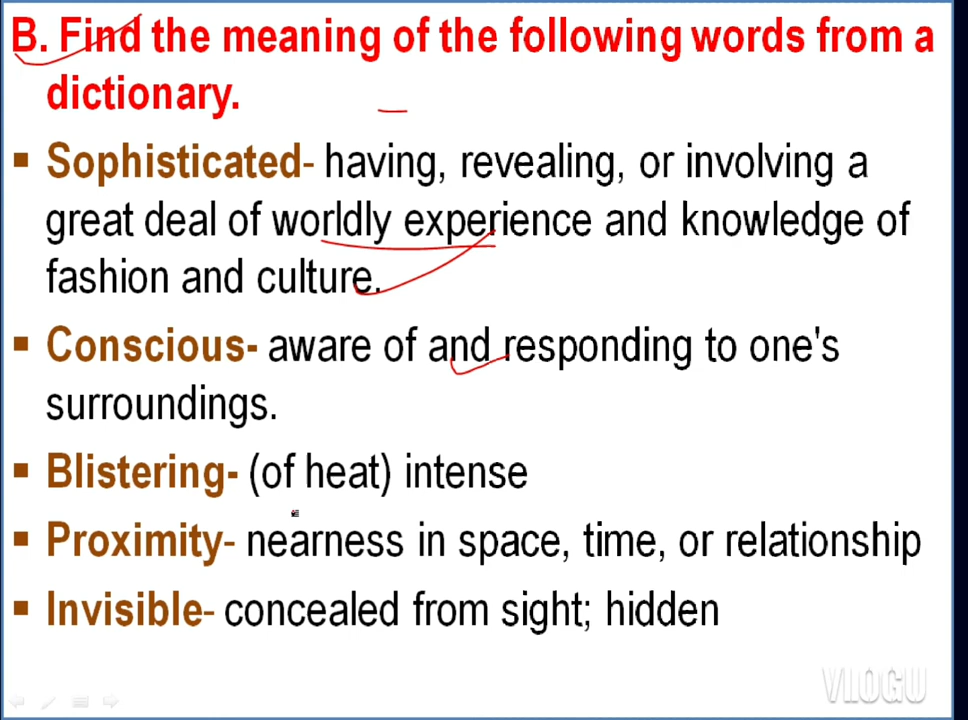 B. Find the meaning of the following words from a
dictionary.
▪ Sophisticated- having, revealing, or involving a
great deal of worldly experience and knowledge of
fashion and culture.
▪ Conscious- aware of and responding to one's
surroundings.
▪ Blistering- (of heat) intense
▪ Proximity- nearness in space, time, or relationship
▪ Invisible- concealed from sight; hidden
VLOGU